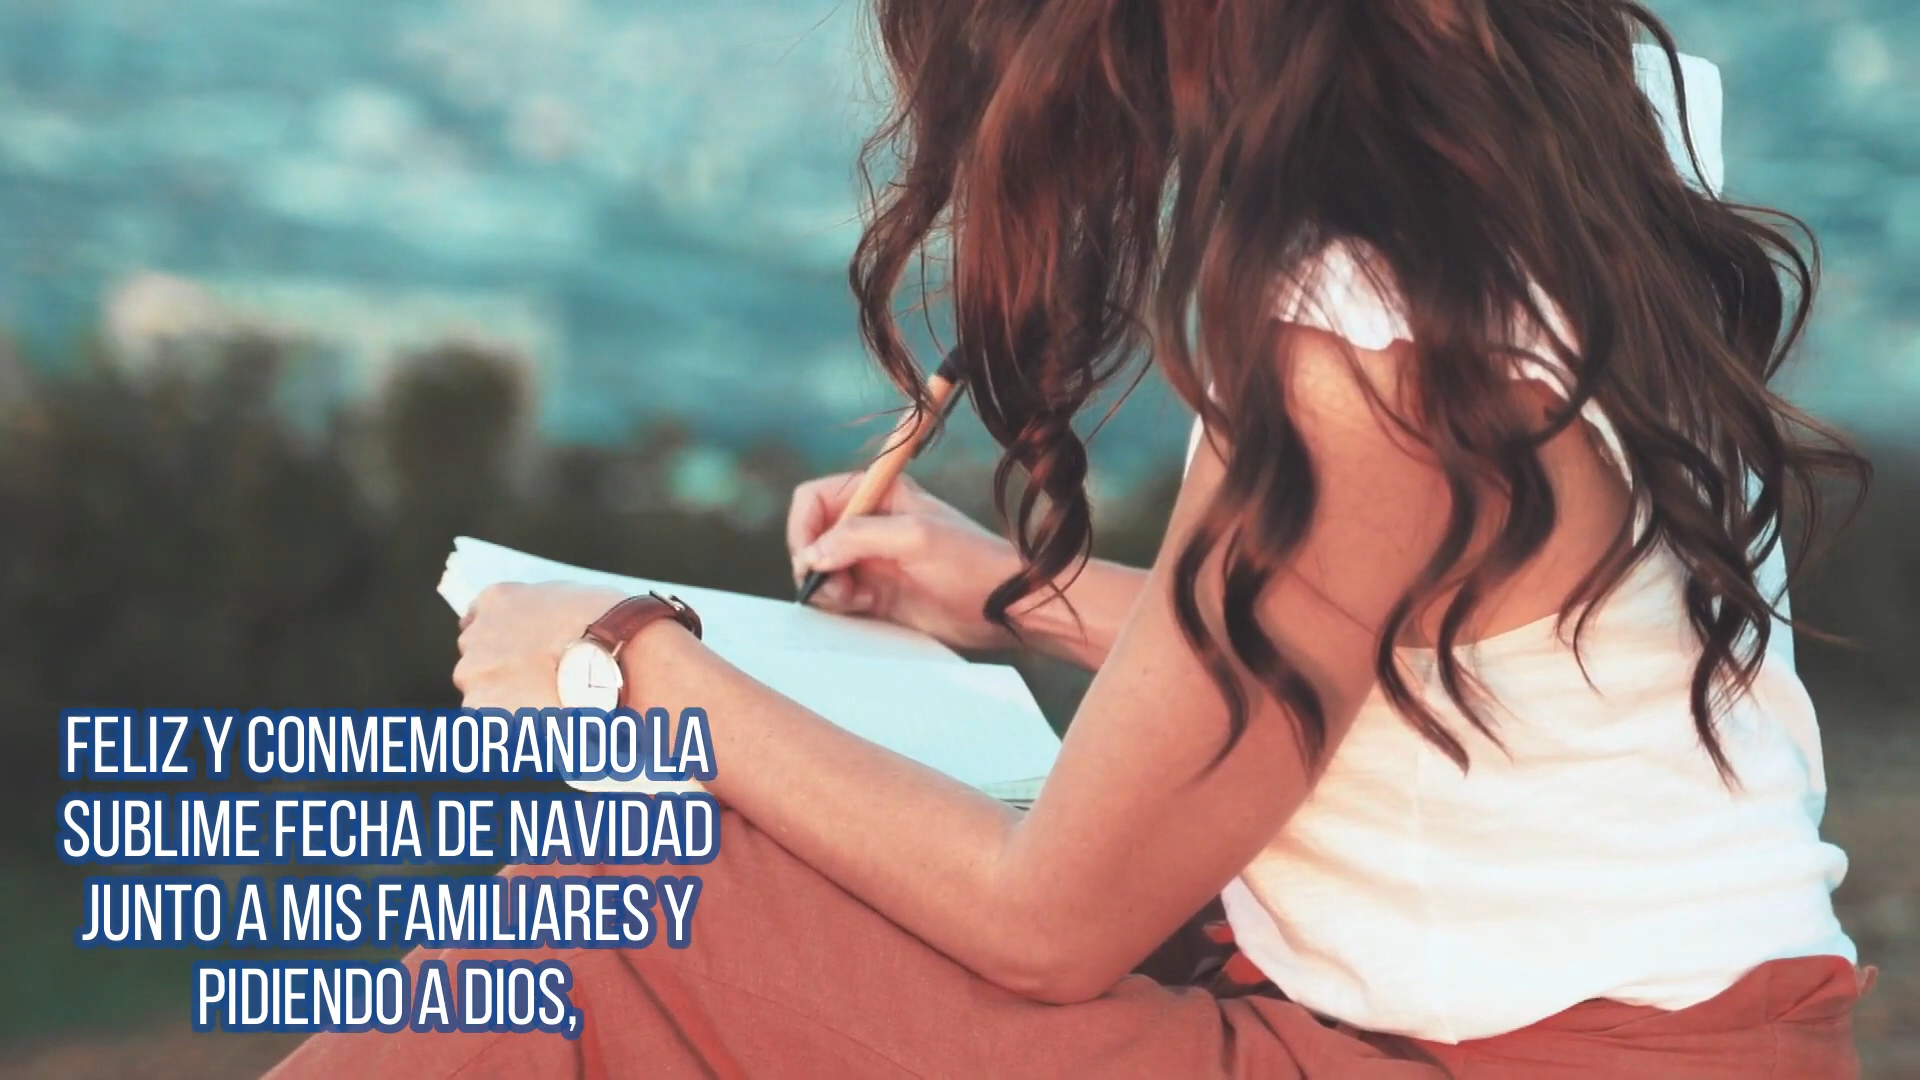 FELIZ Y CONMEMORANDO LA
SUBLIME FECHA DE NAVIDAD
JUNTO A MIS FAMILIARES Y
PIDIENDO A DIOS,